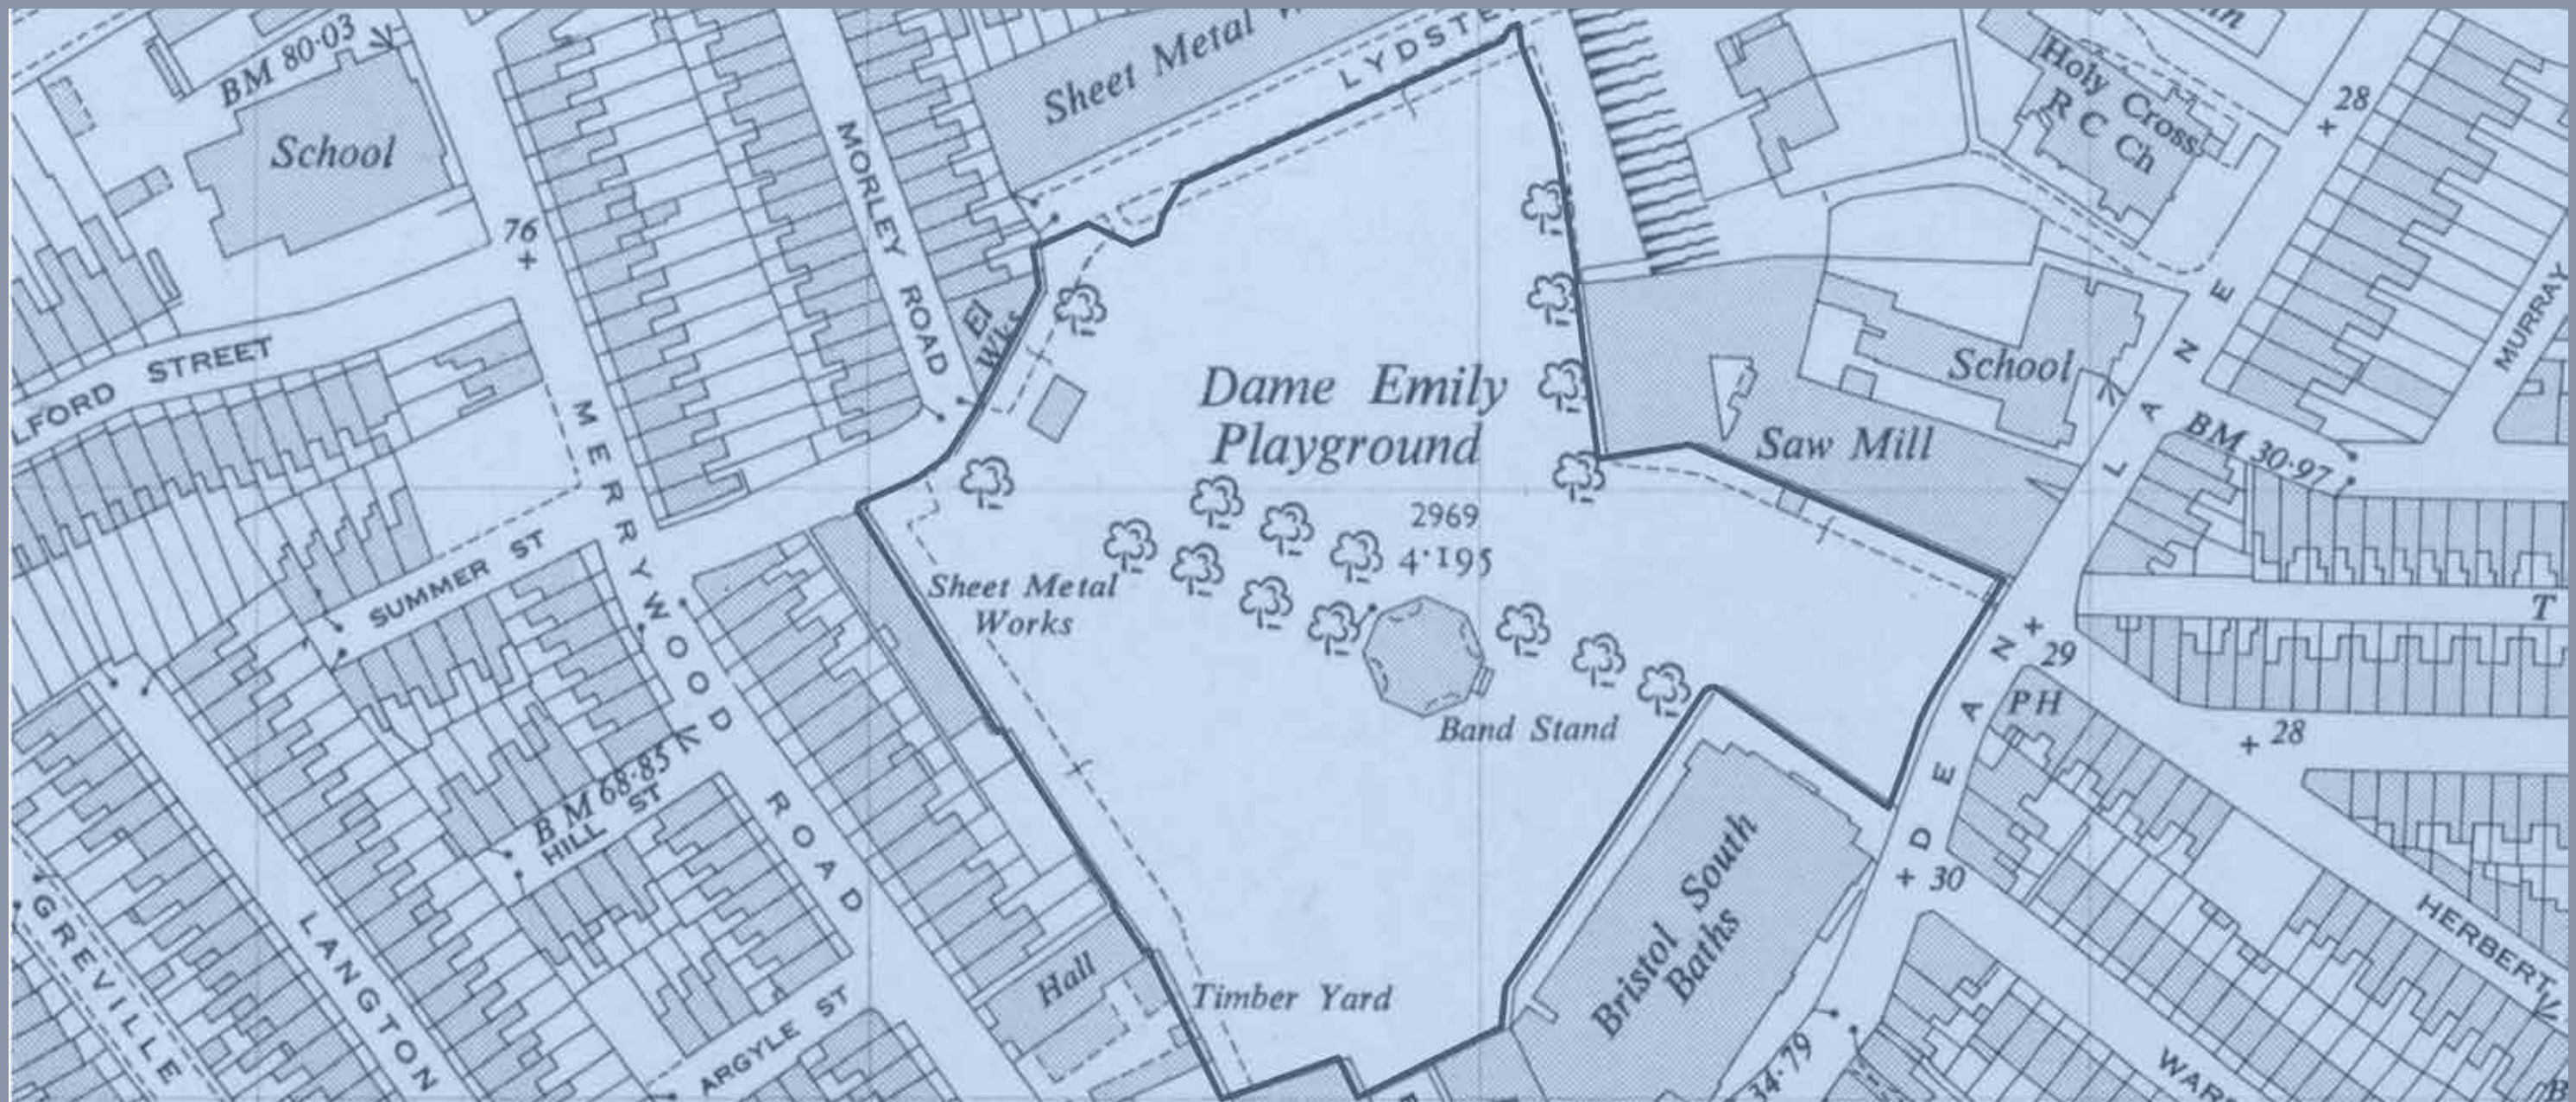 BM 80·03
School
76
+
LFORD STREET
MERRYWOOD ROAD
MORLEY ROAD
El
Wks
Sheet Metal
LYDSTE
Dame Emily
Playground
2969
4·195
Sheet Metal
Works
Band Stand
Timber Yard
Hall
SUMMER ST
BM 68·85
HILL ST
ARGYLE ST
LANGTON
GREVILLE
Holy Cross
R C Ch
28
+
School
Saw Mill
DEAN LANE
MURRAY
BM 30·97
T
+
29
PH
+ 28
+ 30
HERBERT
Bristol South
Baths
34·79
WAR